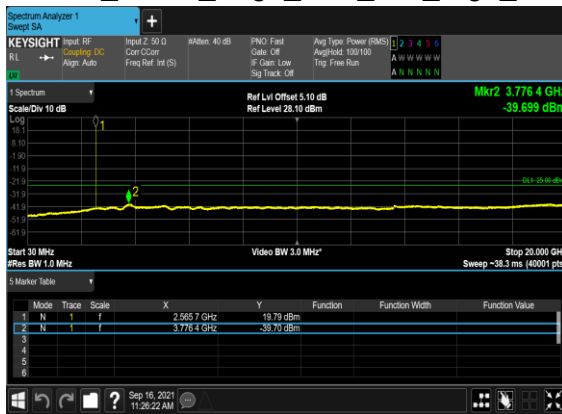 Spectrum Analyzer 1
Swept SA
KEYSIGHT Input: RF Input Z: 50 Ω #Atten: 40 dB PNO: Fast Avg Type: Power (RMS) 1 2 3 4 5 6
RL Coupling: DC Corr CCorr Gate: Off Avg|Hold: 100/100 A W W W W W
Align: Auto Freq Ref: Int (S) IF Gain: Low Trig: Free Run
Sig Track: Off A N N N N N
1 Spectrum
Ref Lvl Offset 5.10 dB Mkr2 3.776 4 GHz
Scale/Div 10 dB Ref Level 28.10 dBm -39.699 dBm
Log
18.1 1
8.10
-1.90
-11.9
-21.9 DL1 -25.00 dBm
-31.9 2
-41.9
-51.9
-61.9
Start 30 MHz Video BW 3.0 MHz* Stop 20.000 GHz
#Res BW 1.0 MHz Sweep ~38.3 ms (40001 pts)
5 Marker Table
Mode Trace Scale X Y Function Function Width Function Value
1 N 1 f 2.565 7 GHz 19.79 dBm
2 N 1 f 3.776 4 GHz -39.70 dBm
3
4
5
6
Sep 16, 2021
11:26:22 AM